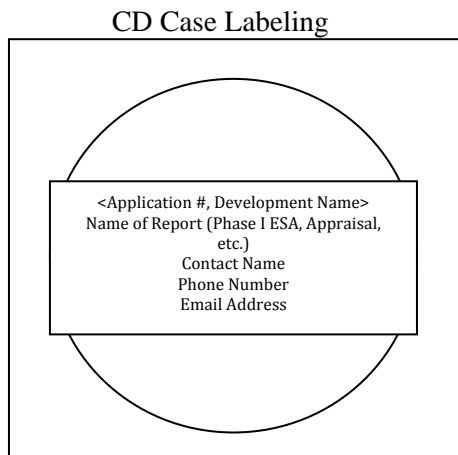 CD Case Labeling
<Application #, Development Name>
Name of Report (Phase I ESA, Appraisal,
etc.)
Contact Name
Phone Number
Email Address